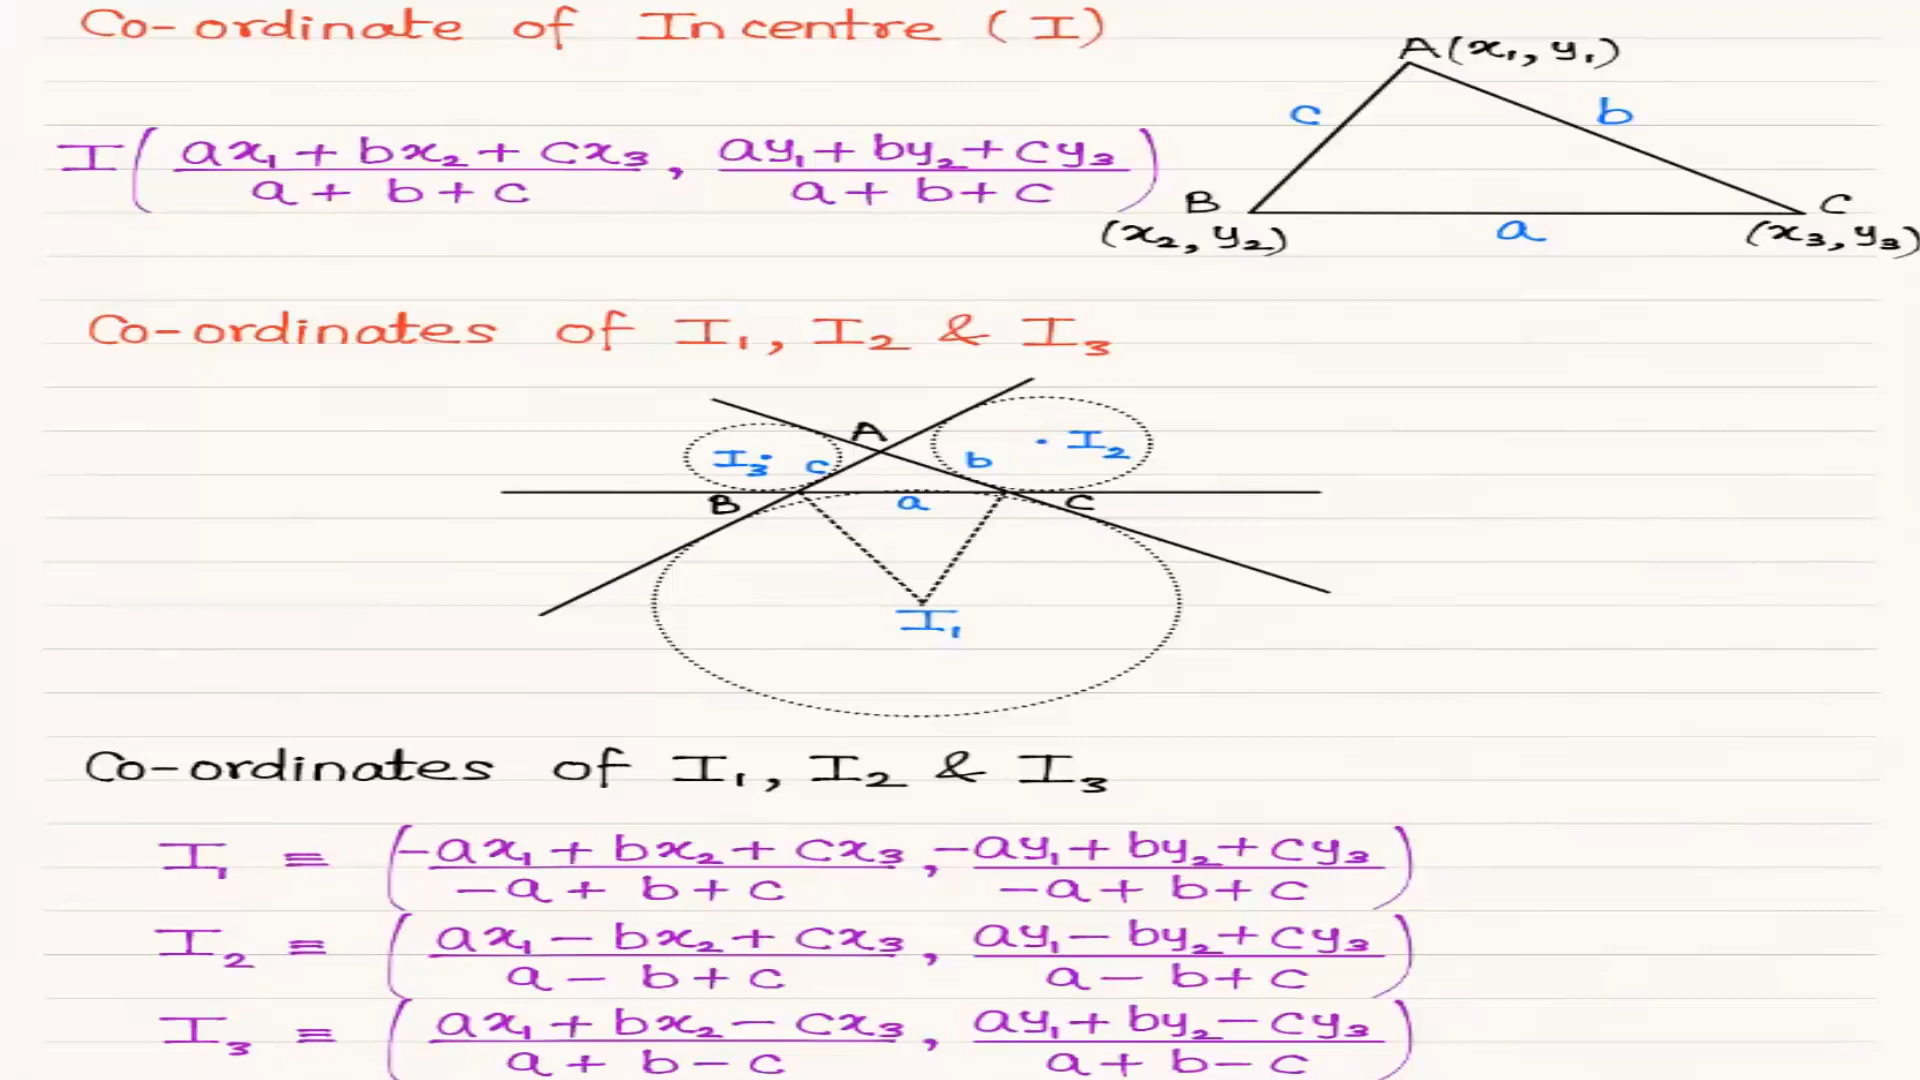 Co-ordinate of Incentre (I)
A(x₁, y₁)
c
b
I(ax₁ + bx₂ + cx₃ / a + b + c, ay₁ + by₂ + cy₃ / a + b + c)
B
C
(x₂, y₂)
a
(x₃, y₃)
Co-ordinates of I₁, I₂ & I₃
A
I₃
c
b
I₂
B
a
C
I₁
Co-ordinates of I₁, I₂ & I₃
I₁ ≡ (-ax₁ + bx₂ + cx₃ / -a + b + c, -ay₁ + by₂ + cy₃ / -a + b + c)
I₂ ≡ (ax₁ - bx₂ + cx₃ / a - b + c, ay₁ - by₂ + cy₃ / a - b + c)
I₃ ≡ (ax₁ + bx₂ - cx₃ / a + b - c, ay₁ + by₂ - cy₃ / a + b - c)